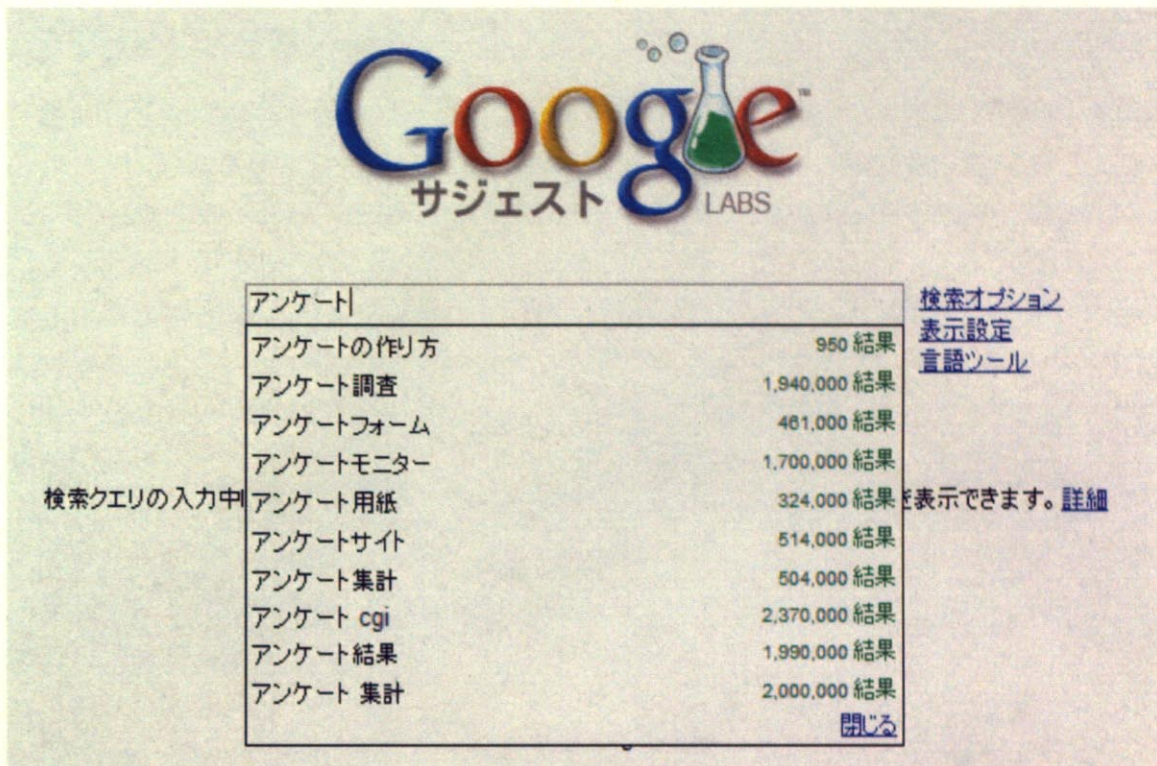 Google™
サジェスト LABS
アンケート
検索オプション
表示設定
言語ツール
アンケートの作り方 950 結果
アンケート調査 1,940,000 結果
アンケートフォーム 461,000 結果
アンケートモニター 1,700,000 結果
検索クエリの入力中 アンケート用紙 324,000 結果 を表示できます。詳細
アンケートサイト 514,000 結果
アンケート集計 504,000 結果
アンケート cgi 2,370,000 結果
アンケート結果 1,990,000 結果
アンケート 集計 2,000,000 結果
閉じる